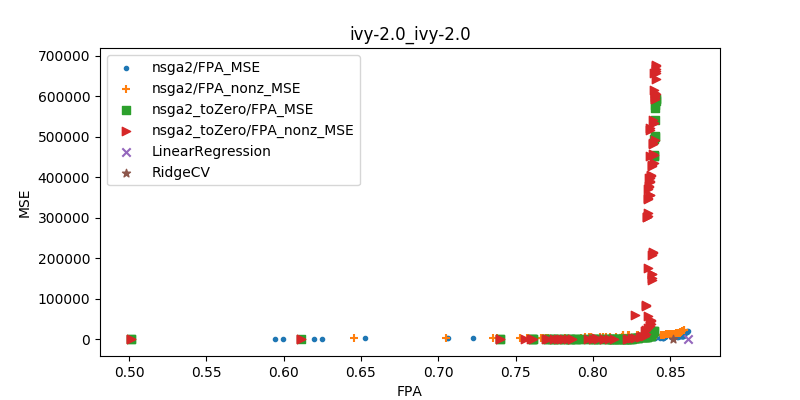 ivy-2.0_ivy-2.0
700000
600000
500000
400000
300000
200000
100000
0
MSE
nsga2/FPA_MSE
nsga2/FPA_nonz_MSE
nsga2_toZero/FPA_MSE
nsga2_toZero/FPA_nonz_MSE
LinearRegression
RidgeCV
0.50 0.55 0.60 0.65 0.70 0.75 0.80 0.85
FPA